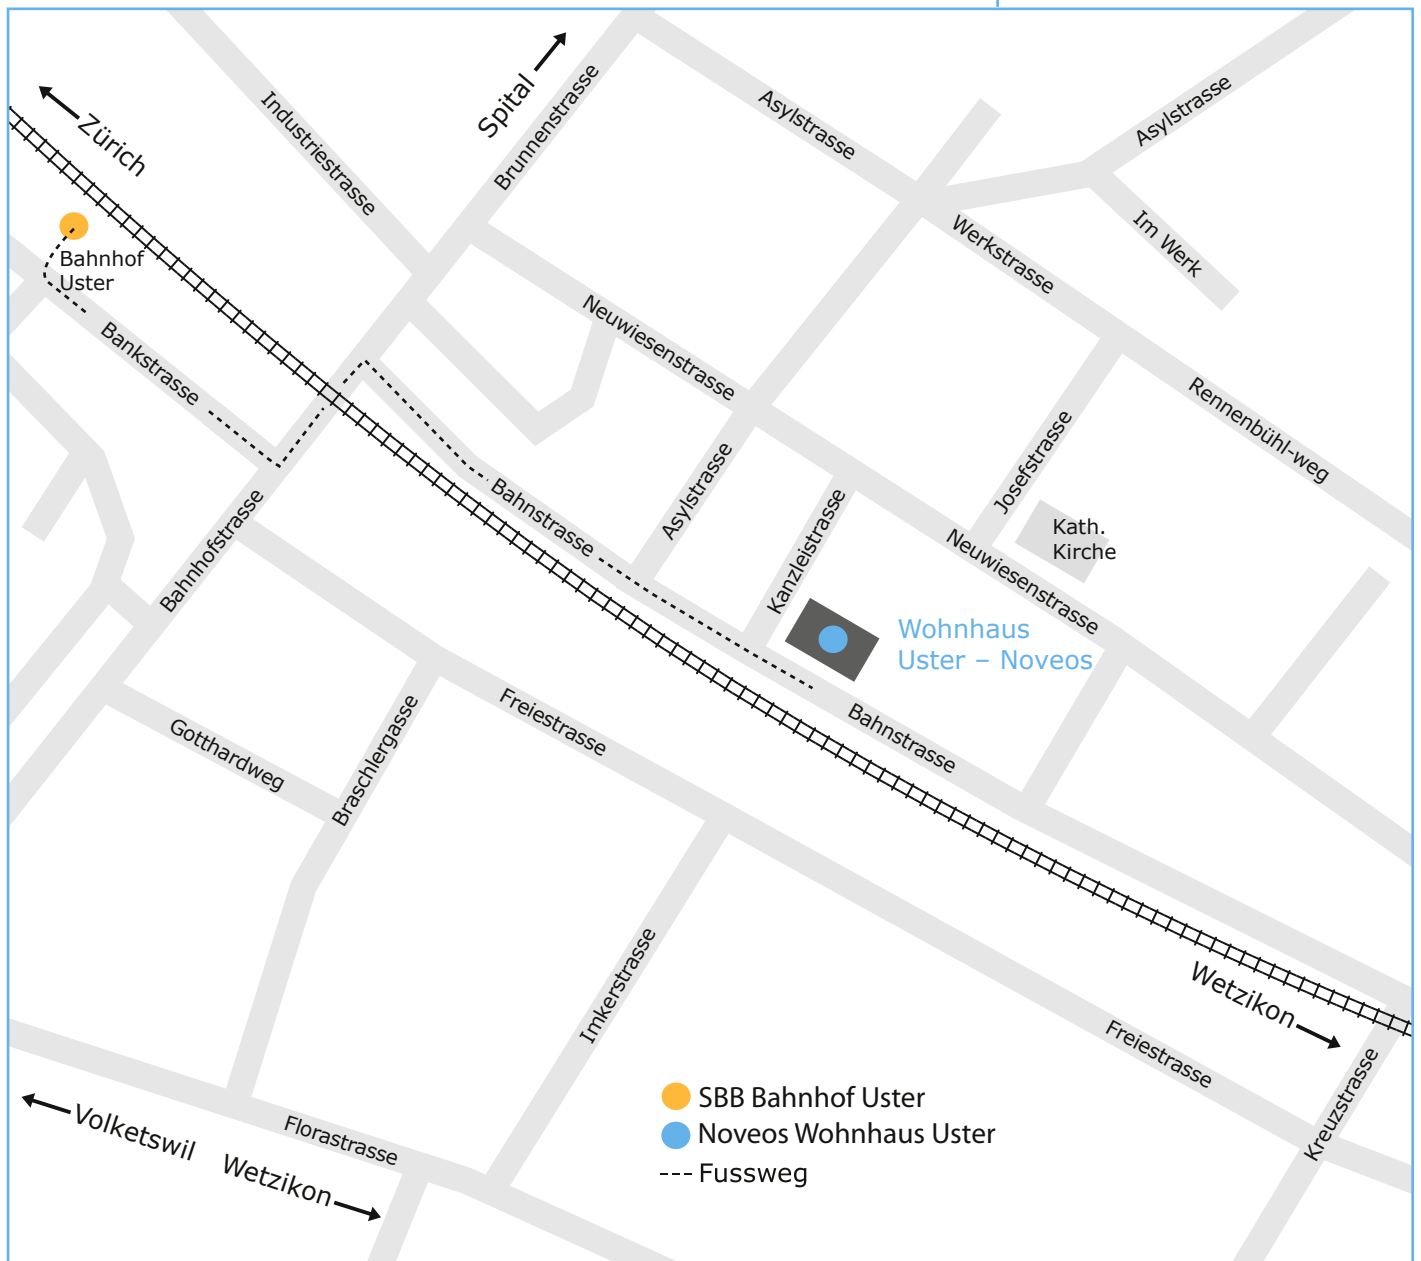 Zürich
Spital
Industriestrasse
Brunnenstrasse
Asylstrasse
Asylstrasse
Im Werk
Werkstrasse
Bahnhof
Uster
Bankstrasse
Neuwiesenstrasse
Rennenbühl-weg
Josefstrasse
Asylstrasse
Bahnstrasse
Kanzleistrasse
Kath.
Kirche
Neuwiesenstrasse
Bahnhofstrasse
Wohnhaus
Uster – Noveos
Bahnstrasse
Freiestrasse
Gotthardweg
Braschlergasse
Imkerstrasse
Wetzikon
Freiestrasse
Kreuzstrasse
Volketswil
Florastrasse
Wetzikon
SBB Bahnhof Uster
Noveos Wohnhaus Uster
Fussweg